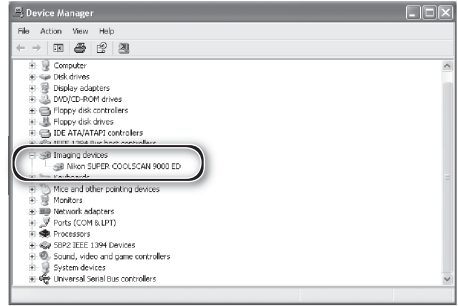 Device Manager
File Action View Help
Computer
Disk drives
Display adapters
DVD/CD-ROM drives
Floppy disk controllers
Floppy disk drives
IDE ATA/ATAPI controllers
IEEE 1394 Bus host controllers
Imaging devices
Nikon SUPER COOLSCAN 9000 ED
Keyboards
Mice and other pointing devices
Monitors
Network adapters
Ports (COM & LPT)
Processors
SBP2 IEEE 1394 Devices
Sound, video and game controllers
System devices
Universal Serial Bus controllers